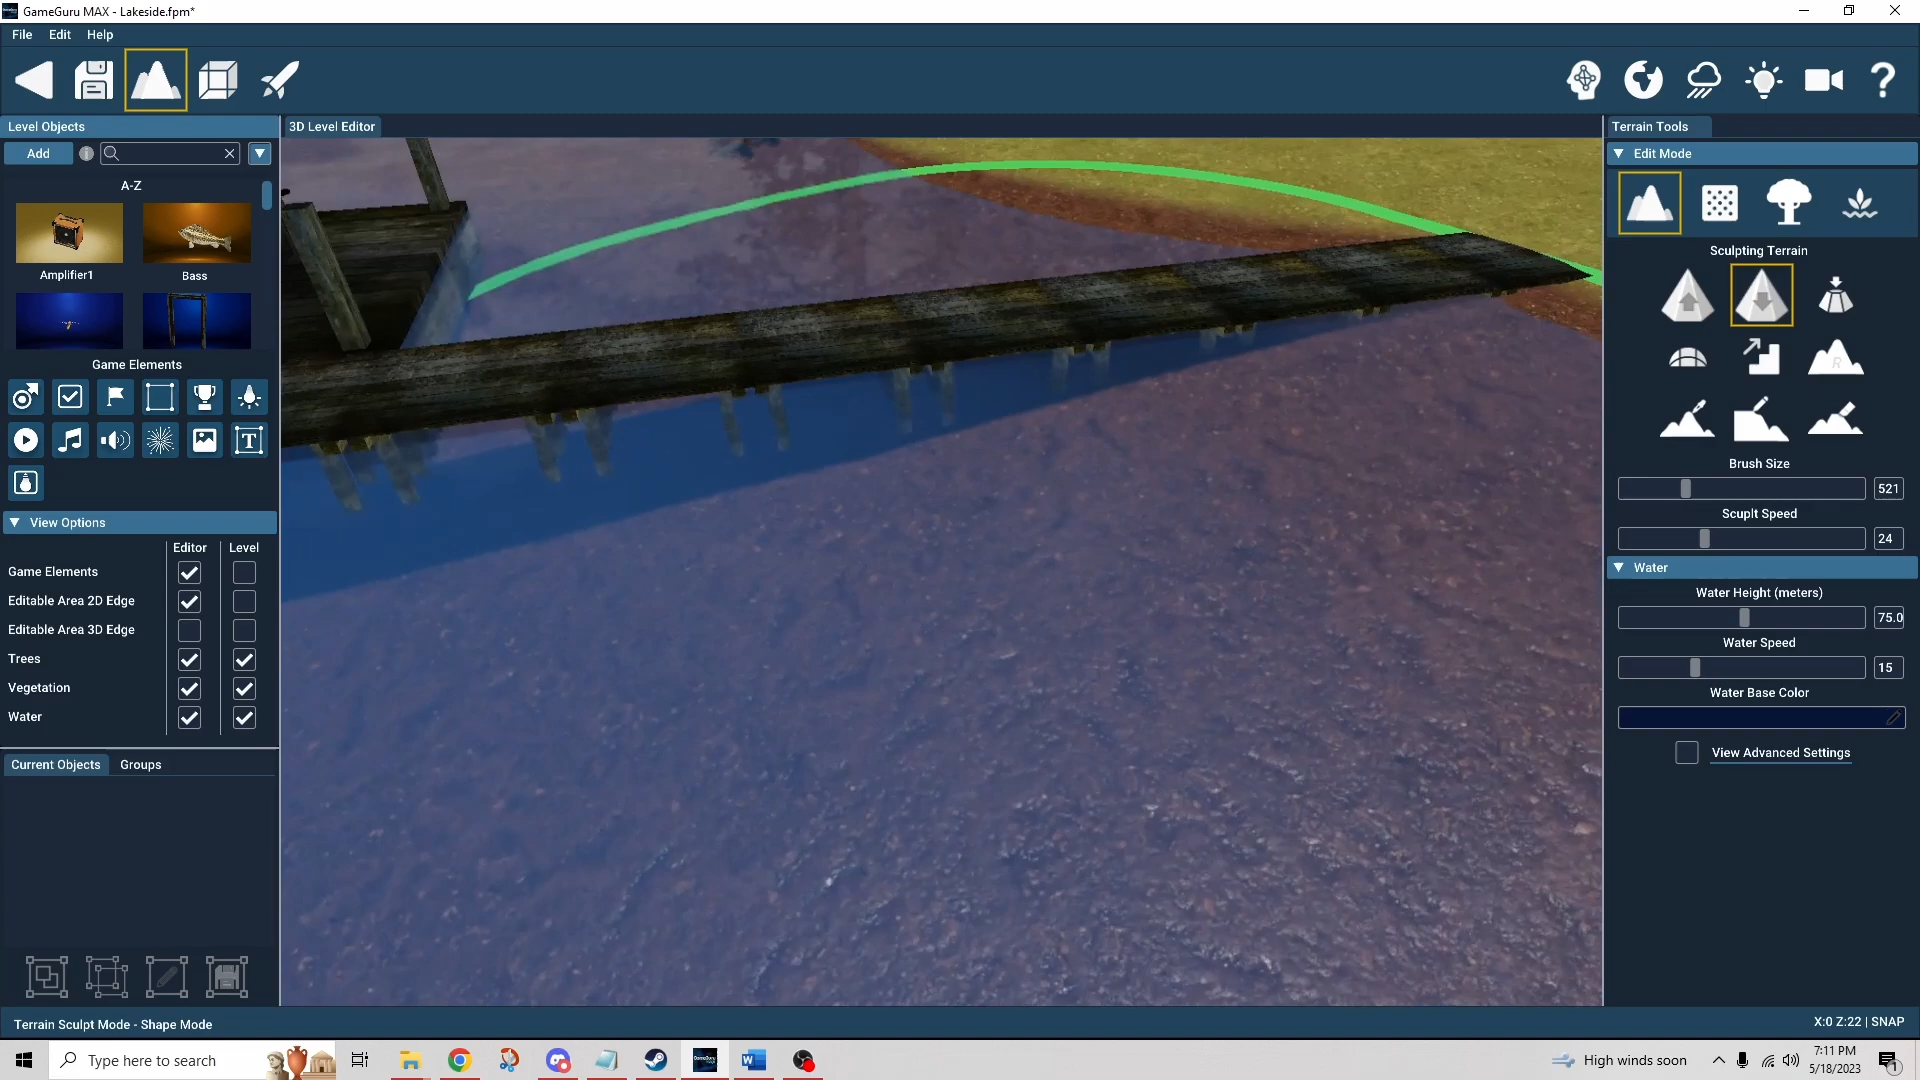 GameGuru MAX - Lakeside.fpm*
File Edit Help
Level Objects
3D Level Editor
Terrain Tools
Add
Edit Mode
A-Z
Amplifier1
Bass
Sculpting Terrain
Game Elements
T
R
Brush Size
521
Scuplt Speed
24
View Options
Editor Level
Game Elements
Editable Area 2D Edge
Editable Area 3D Edge
Trees
Vegetation
Water
Water
Water Height (meters)
75.0
Water Speed
15
Water Base Color
View Advanced Settings
Current Objects Groups
Terrain Sculpt Mode - Shape Mode
X:0 Z:22 | SNAP
Type here to search
High winds soon
7:11 PM
5/18/2023
1